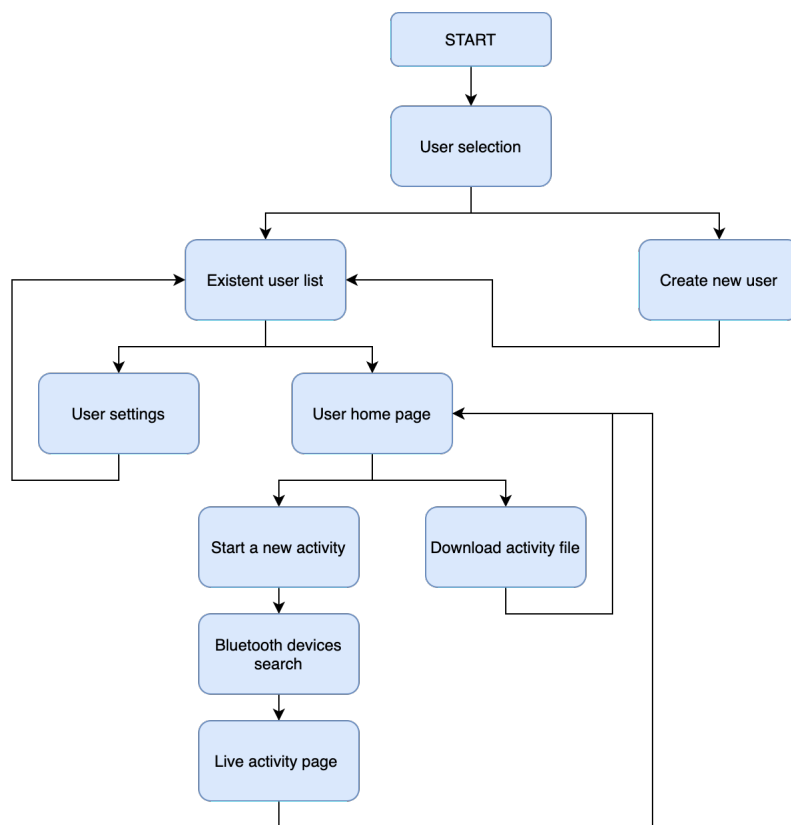 START
User selection
Existent user list
Create new user
User settings
User home page
Start a new activity
Download activity file
Bluetooth devices
search
Live activity page